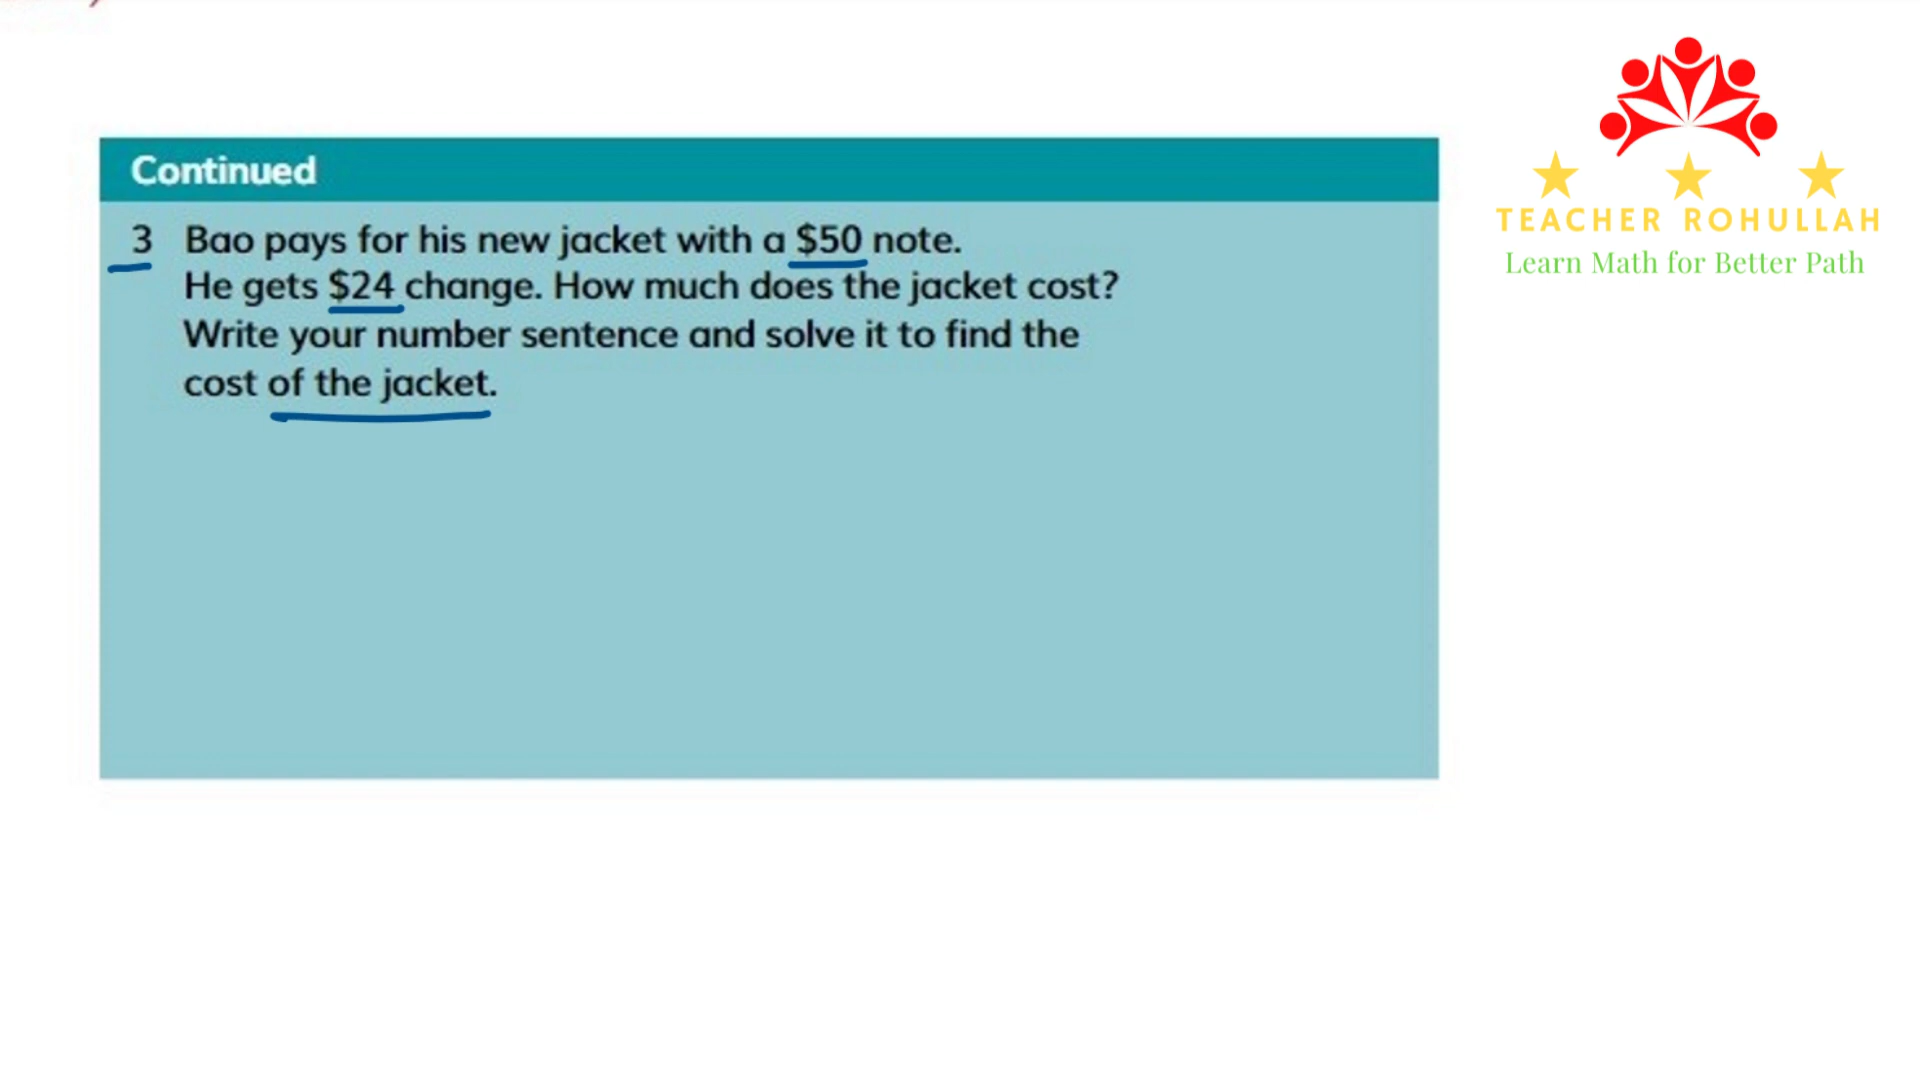 Continued
3 Bao pays for his new jacket with a $50 note.
He gets $24 change. How much does the jacket cost?
Write your number sentence and solve it to find the
cost of the jacket.
TEACHER ROHULLAH
Learn Math for Better Path